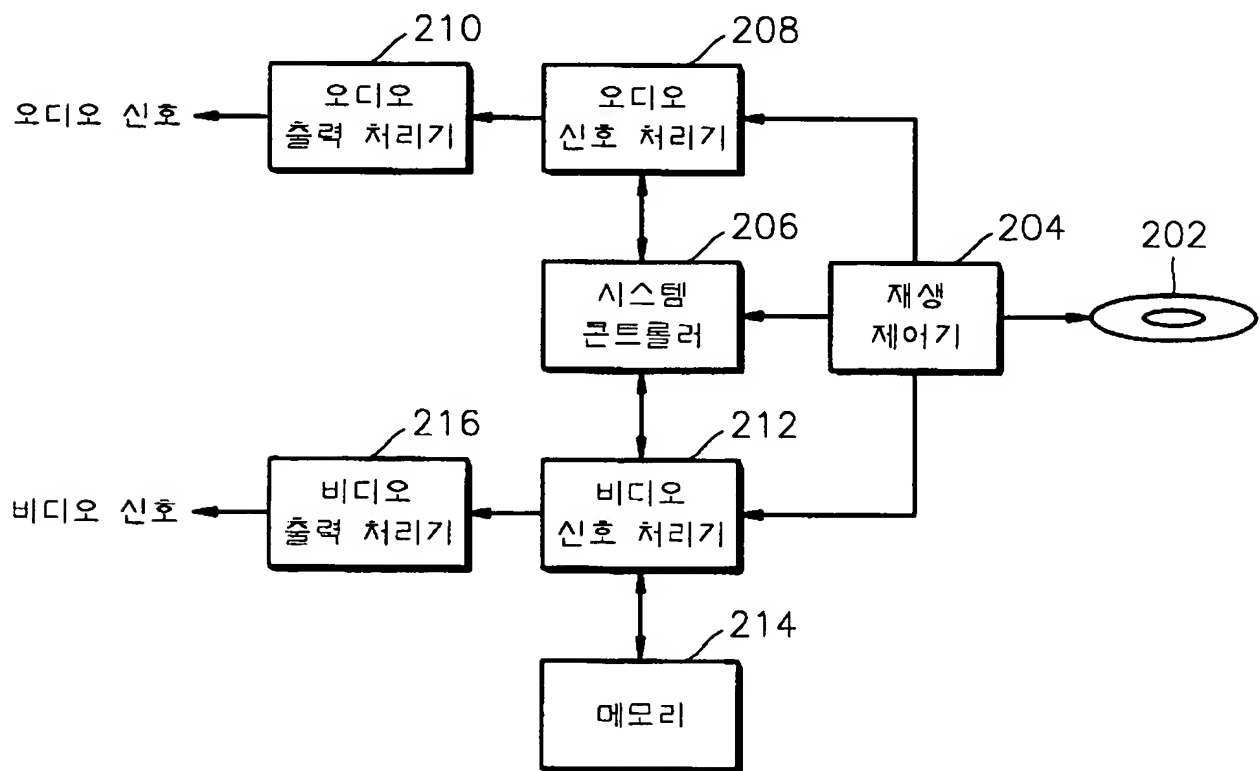 210
208
오디오
출력 처리기
오디오
신호 처리기
오디오 신호
206
204
202
시스템
콘트롤러
재생
제어기
216
212
비디오
출력 처리기
비디오
신호 처리기
비디오 신호
214
메모리